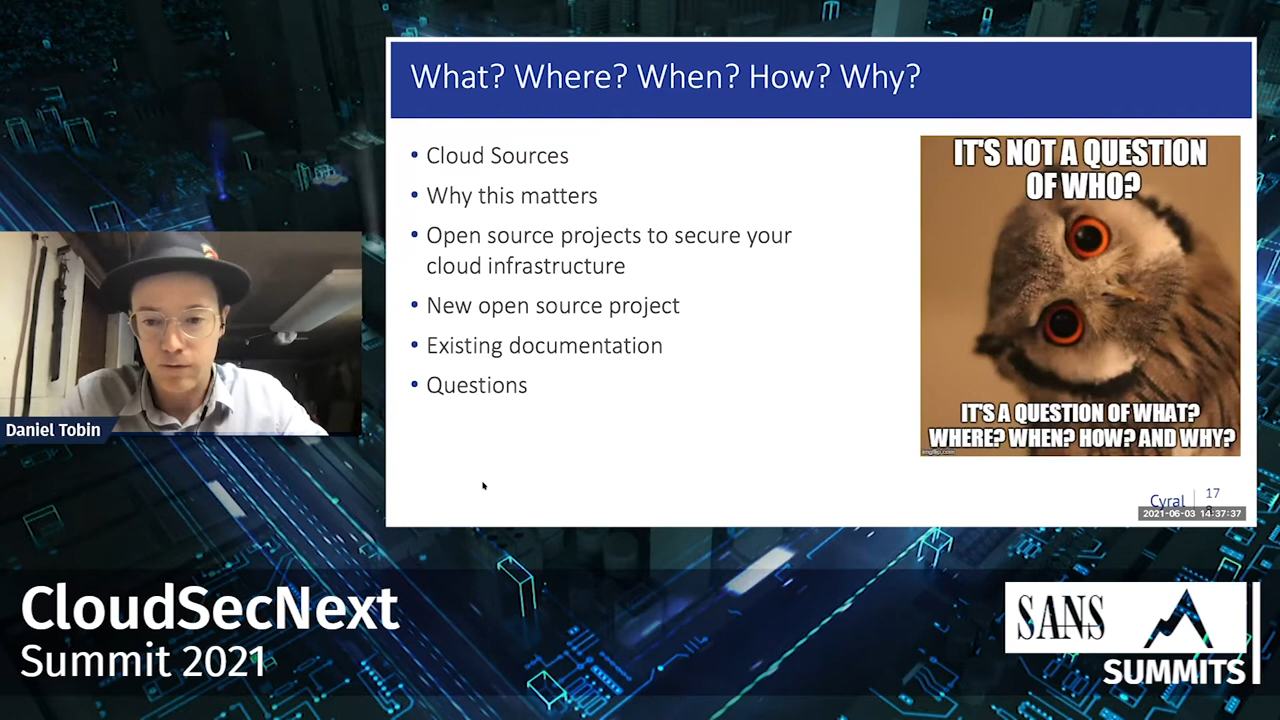 What? Where? When? How? Why?
• Cloud Sources
• Why this matters
• Open source projects to secure your
cloud infrastructure
• New open source project
• Existing documentation
• Questions
IT'S NOT A QUESTION
OF WHO?
IT'S A QUESTION OF WHAT?
WHERE? WHEN? HOW? AND WHY?
imgflip.com
Cyral
17
2021-06-03 14:37:37
Daniel Tobin
CloudSecNext
Summit 2021
SANS
SUMMITS